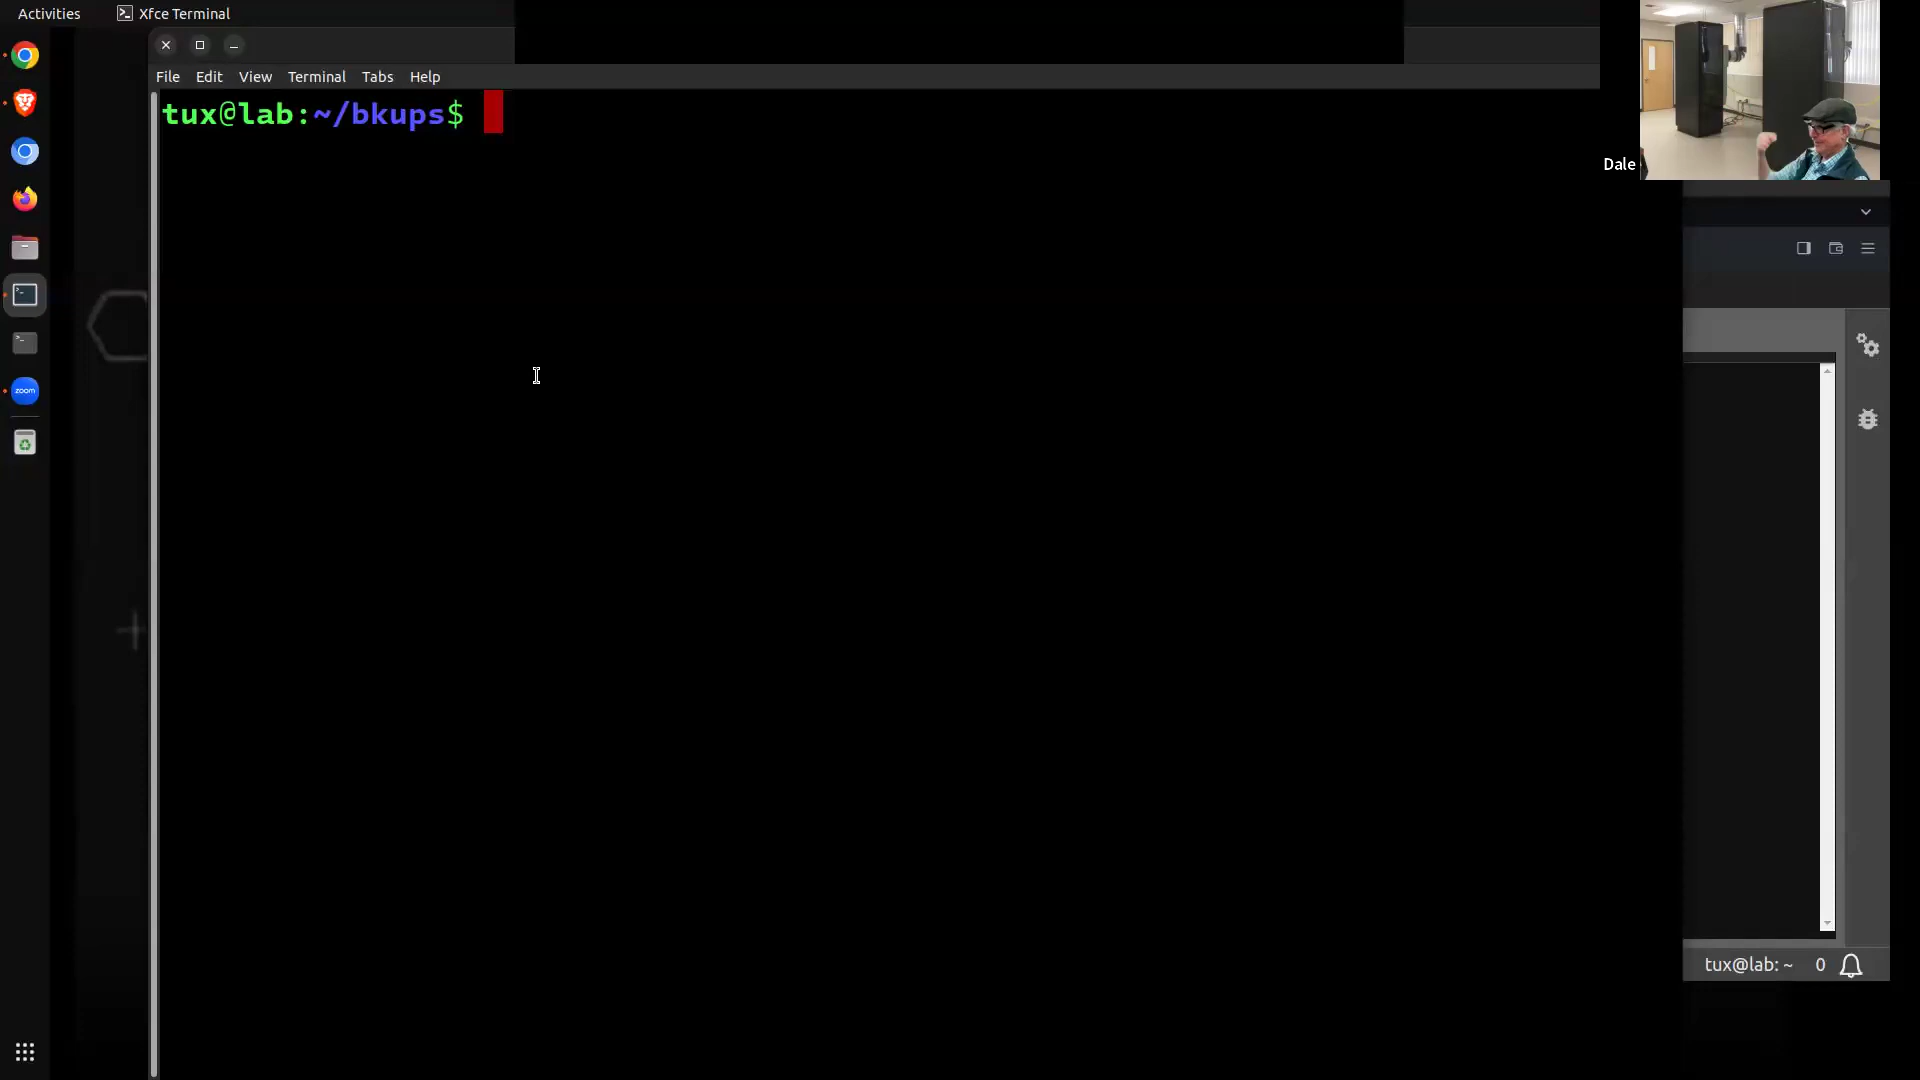 Activities
Xfce Terminal
File Edit View Terminal Tabs Help
tux@lab:~/bkups$
Dale
zoom
tux@lab: ~ 0